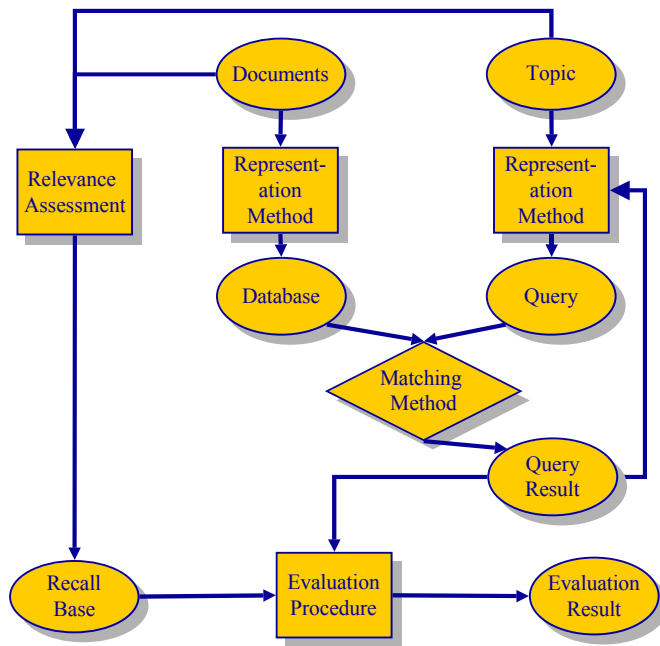 Documents
Topic
Relevance
Assessment
Represent-
ation
Method
Represent-
ation
Method
Database
Query
Matching
Method
Query
Result
Recall
Base
Evaluation
Procedure
Evaluation
Result